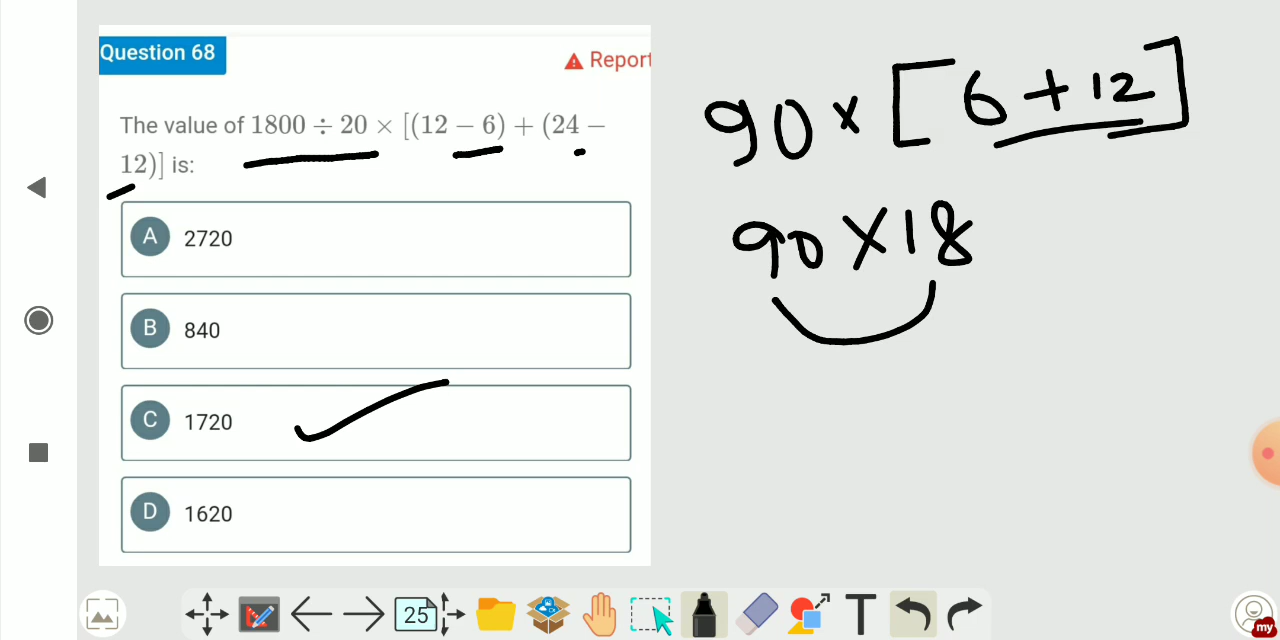 Question 68
Report
The value of 1800 ÷ 20 × [(12 − 6) + (24 −
12)] is:
A 2720
B 840
C 1720
D 1620
90 × [6 + 12]
90 × 18
25
T
my